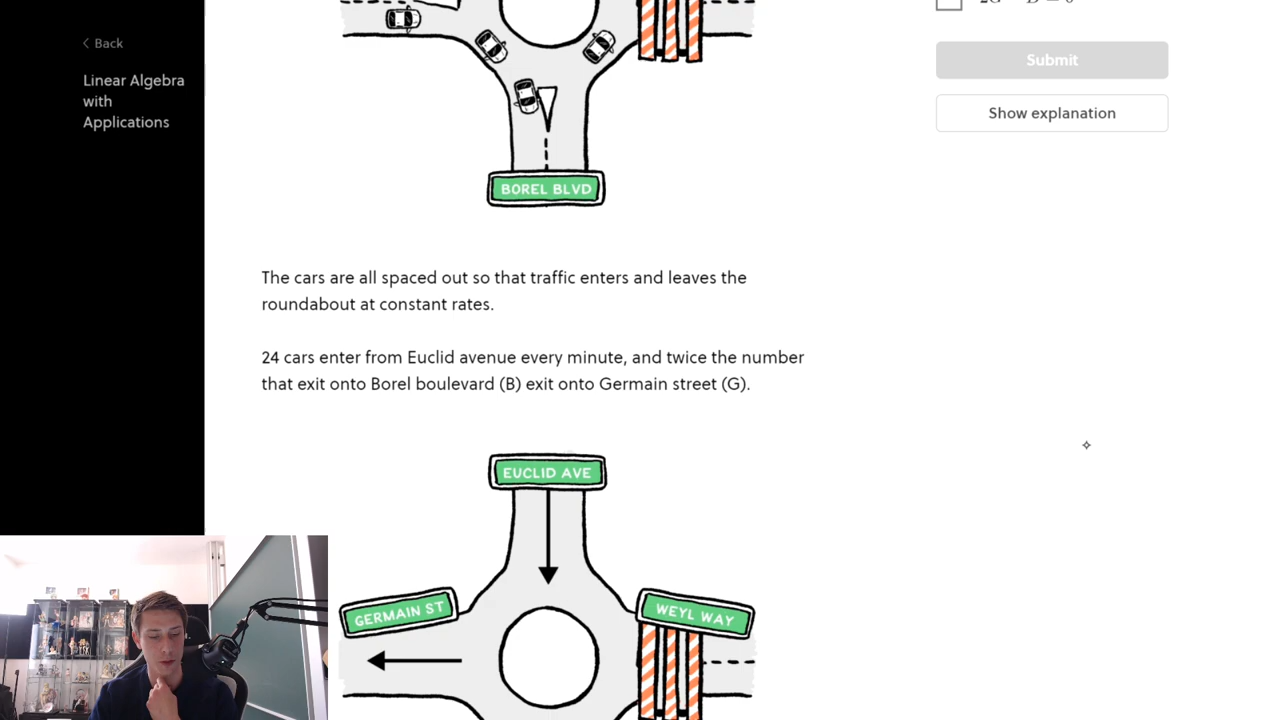 < Back
Linear Algebra
with
Applications
Submit
Show explanation
BOREL BLVD
The cars are all spaced out so that traffic enters and leaves the
roundabout at constant rates.
24 cars enter from Euclid avenue every minute, and twice the number
that exit onto Borel boulevard (B) exit onto Germain street (G).
EUCLID AVE
GERMAIN ST
WEYL WAY